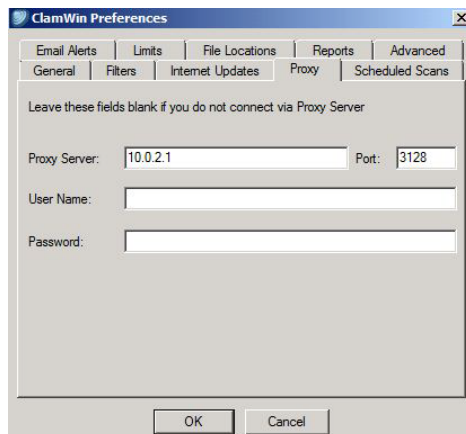 ClamWin Preferences
Email Alerts Limits File Locations Reports Advanced
General Filters Internet Updates Proxy Scheduled Scans
Leave these fields blank if you do not connect via Proxy Server
Proxy Server: 10.0.2.1 Port: 3128
User Name:
Password:
OK Cancel